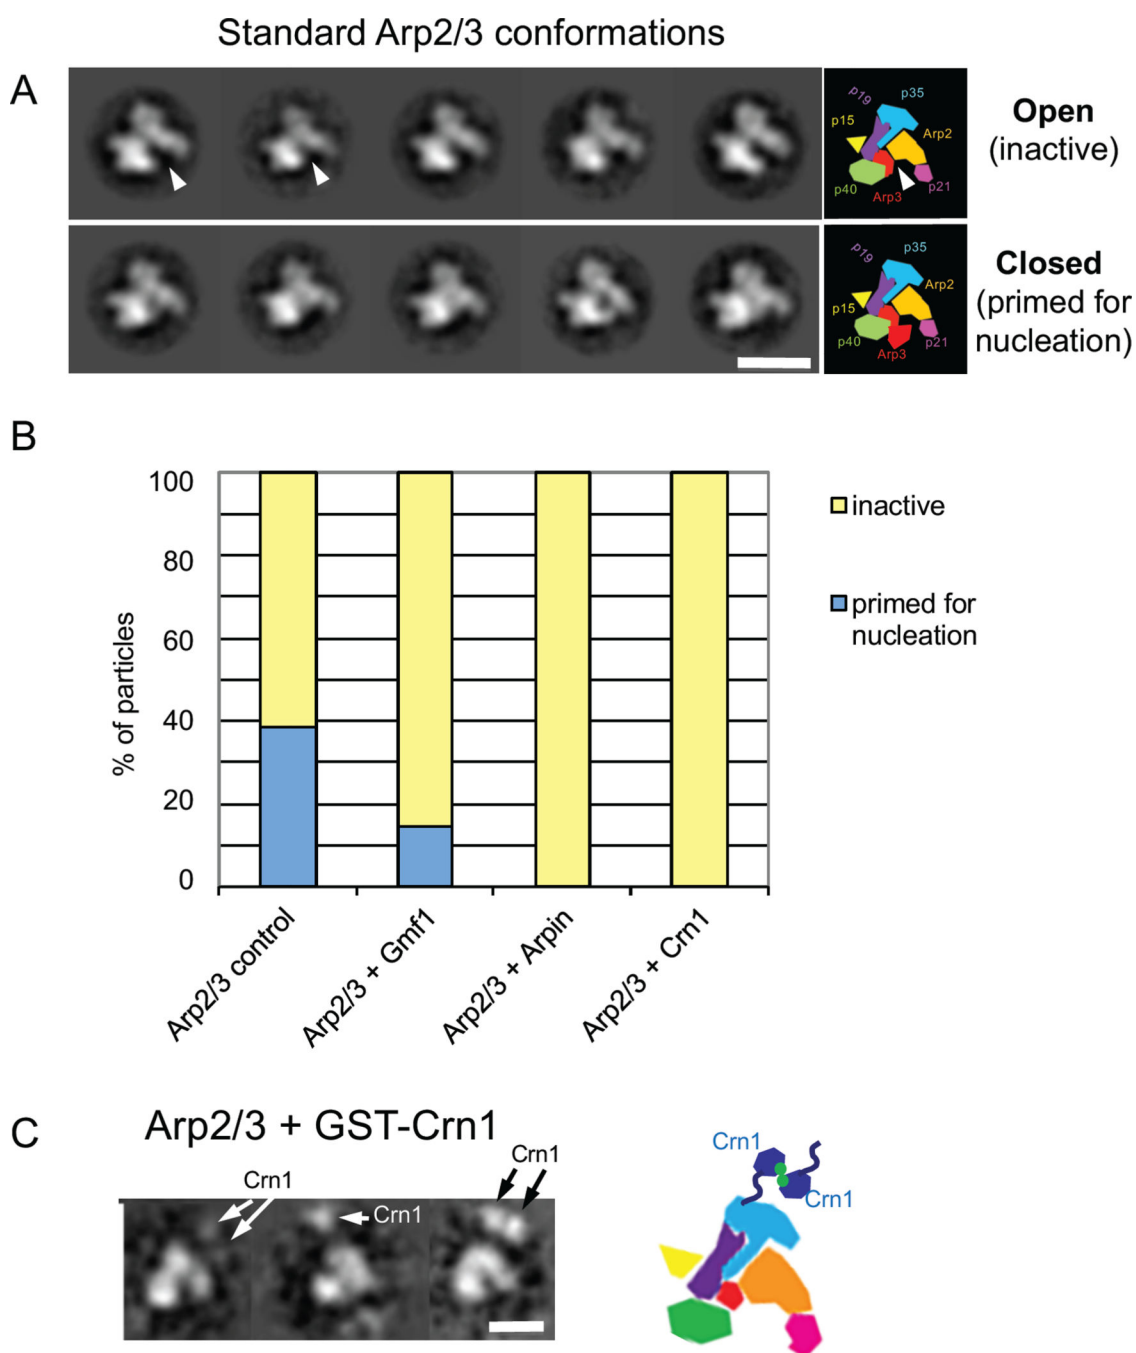 Standard Arp2/3 conformations
A
p19
p35
p15
Arp2
p40
Arp3
p21
Open
(inactive)
p19
p35
Arp2
p15
p40
Arp3
p21
Closed
(primed for
nucleation)
B
% of particles
100
80
60
40
20
0
inactive
primed for
nucleation
Arp2/3 control
Arp2/3 + Gmf1
Arp2/3 + Arpin
Arp2/3 + Crn1
C
Arp2/3 + GST-Crn1
Crn1
Crn1
Crn1
Crn1
Crn1